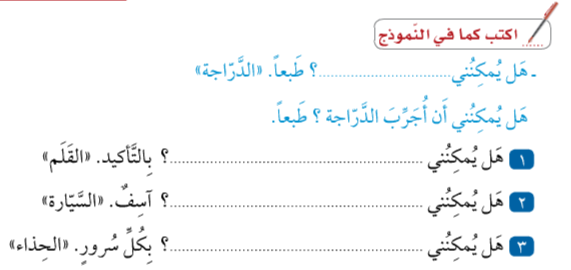 اكتب كما في النّموذج
- هَل يُمكِنُني ..............................؟ طَبعاً. «الدَّرّاجة»
هَل يُمكِنُني أَن أُجَرِّبَ الدَّرّاجة ؟ طَبعاً.
١ هَل يُمكِنُني ............................................................؟ بِالتَّأكيد. «القَلَم»
٢ هَل يُمكِنُني ............................................................؟ آسِفٌ. «السَّيّارة»
٣ هَل يُمكِنُني ............................................................؟ بِكُلِّ سُرورٍ. «الحِذاء»